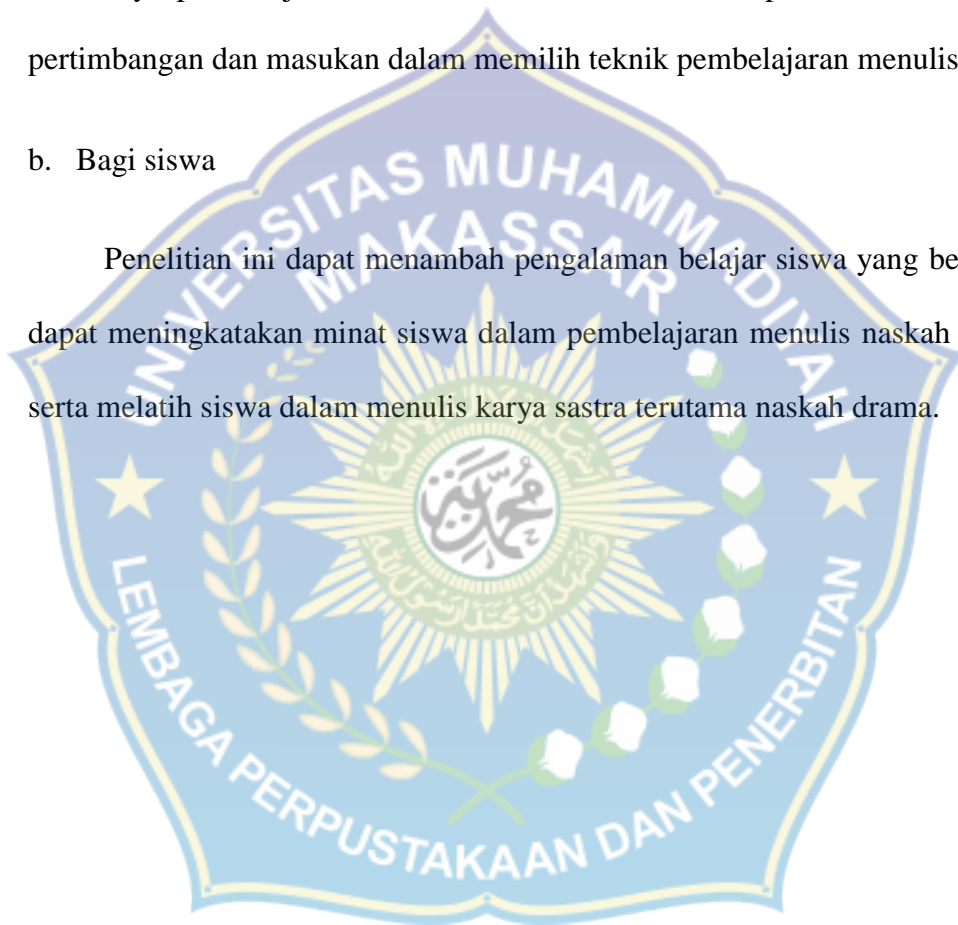 pertimbangan dan masukan dalam memilih teknik pembelajaran menulis
b. Bagi siswa
Penelitian ini dapat menambah pengalaman belajar siswa yang be
dapat meningkatakan minat siswa dalam pembelajaran menulis naskah
serta melatih siswa dalam menulis karya sastra terutama naskah drama.
UNIVERSITAS MUHAMMADIYAH
MAKASSAR
LEMBAGA PERPUSTAKAAN DAN PENERBITAN